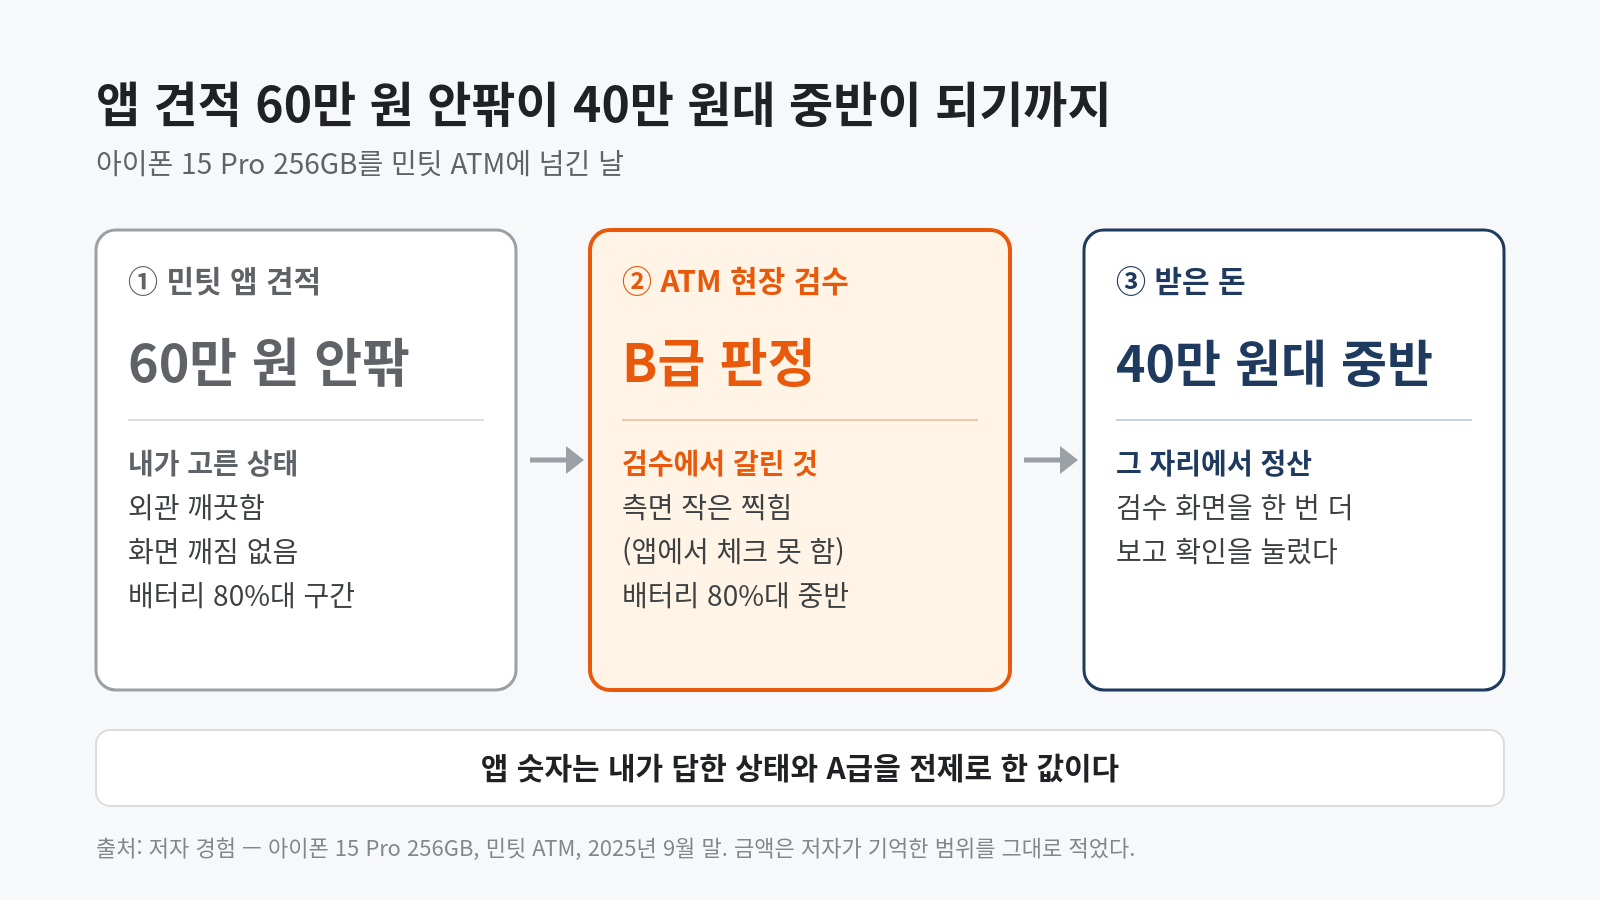 앱 견적 60만 원 안팎이 40만 원대 중반이 되기까지
아이폰 15 Pro 256GB를 민팃 ATM에 넘긴 날
① 민팃 앱 견적
60만 원 안팎
내가 고른 상태
외관 깨끗함
화면 깨짐 없음
배터리 80%대 구간
② ATM 현장 검수
B급 판정
검수에서 갈린 것
측면 작은 찍힘
(앱에서 체크 못 함)
배터리 80%대 중반
③ 받은 돈
40만 원대 중반
그 자리에서 정산
검수 화면을 한 번 더
보고 확인을 눌렀다
앱 숫자는 내가 답한 상태와 A급을 전제로 한 값이다
출처: 저자 경험 — 아이폰 15 Pro 256GB, 민팃 ATM, 2025년 9월 말. 금액은 저자가 기억한 범위를 그대로 적었다.